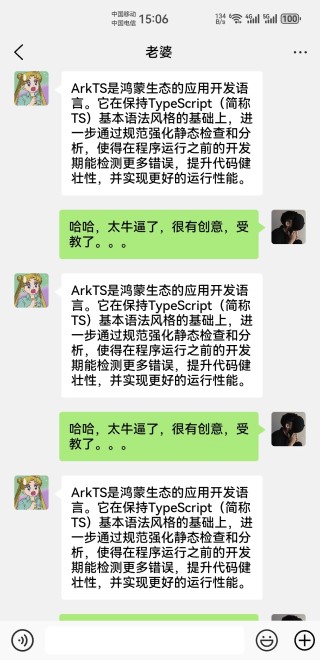 中国移动
中国电信
15:06
134
B/s
6
4G
5G
100
老婆
ArkTS是鸿蒙生态的应用开发语
言。它在保持TypeScript（简称
TS）基本语法风格的基础上，进
一步通过规范强化静态检查和分
析，使得在程序运行之前的开发
期能检测更多错误，提升代码健
壮性，并实现更好的运行性能。
哈哈，太牛逼了，很有创意，受
教了。。。
ArkTS是鸿蒙生态的应用开发语
言。它在保持TypeScript（简称
TS）基本语法风格的基础上，进
一步通过规范强化静态检查和分
析，使得在程序运行之前的开发
期能检测更多错误，提升代码健
壮性，并实现更好的运行性能。
哈哈，太牛逼了，很有创意，受
教了。。。
ArkTS是鸿蒙生态的应用开发语
言。它在保持TypeScript（简称
TS）基本语法风格的基础上，进
一步通过规范强化静态检查和分
析，使得在程序运行之前的开发
期能检测更多错误，提升代码健
壮性，并实现更好的运行性能。